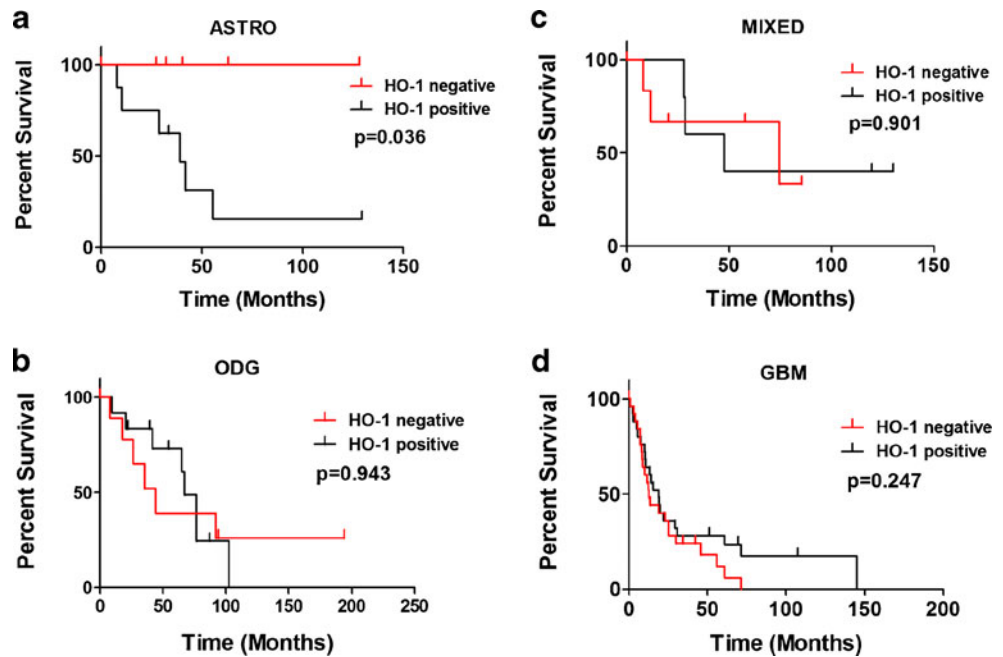 a
ASTRO
Percent Survival
100
50
0
HO-1 negative
HO-1 positive
p=0.036
0 50 100 150
Time (Months)
b
ODG
Percent Survival
100
50
0
HO-1 negative
HO-1 positive
p=0.943
0 50 100 150 200 250
Time (Months)
c
MIXED
Percent Survival
100
50
0
HO-1 negative
HO-1 positive
p=0.901
0 50 100 150
Time (Months)
d
GBM
Percent Survival
100
50
0
HO-1 negative
HO-1 positive
p=0.247
0 50 100 150 200
Time (Months)